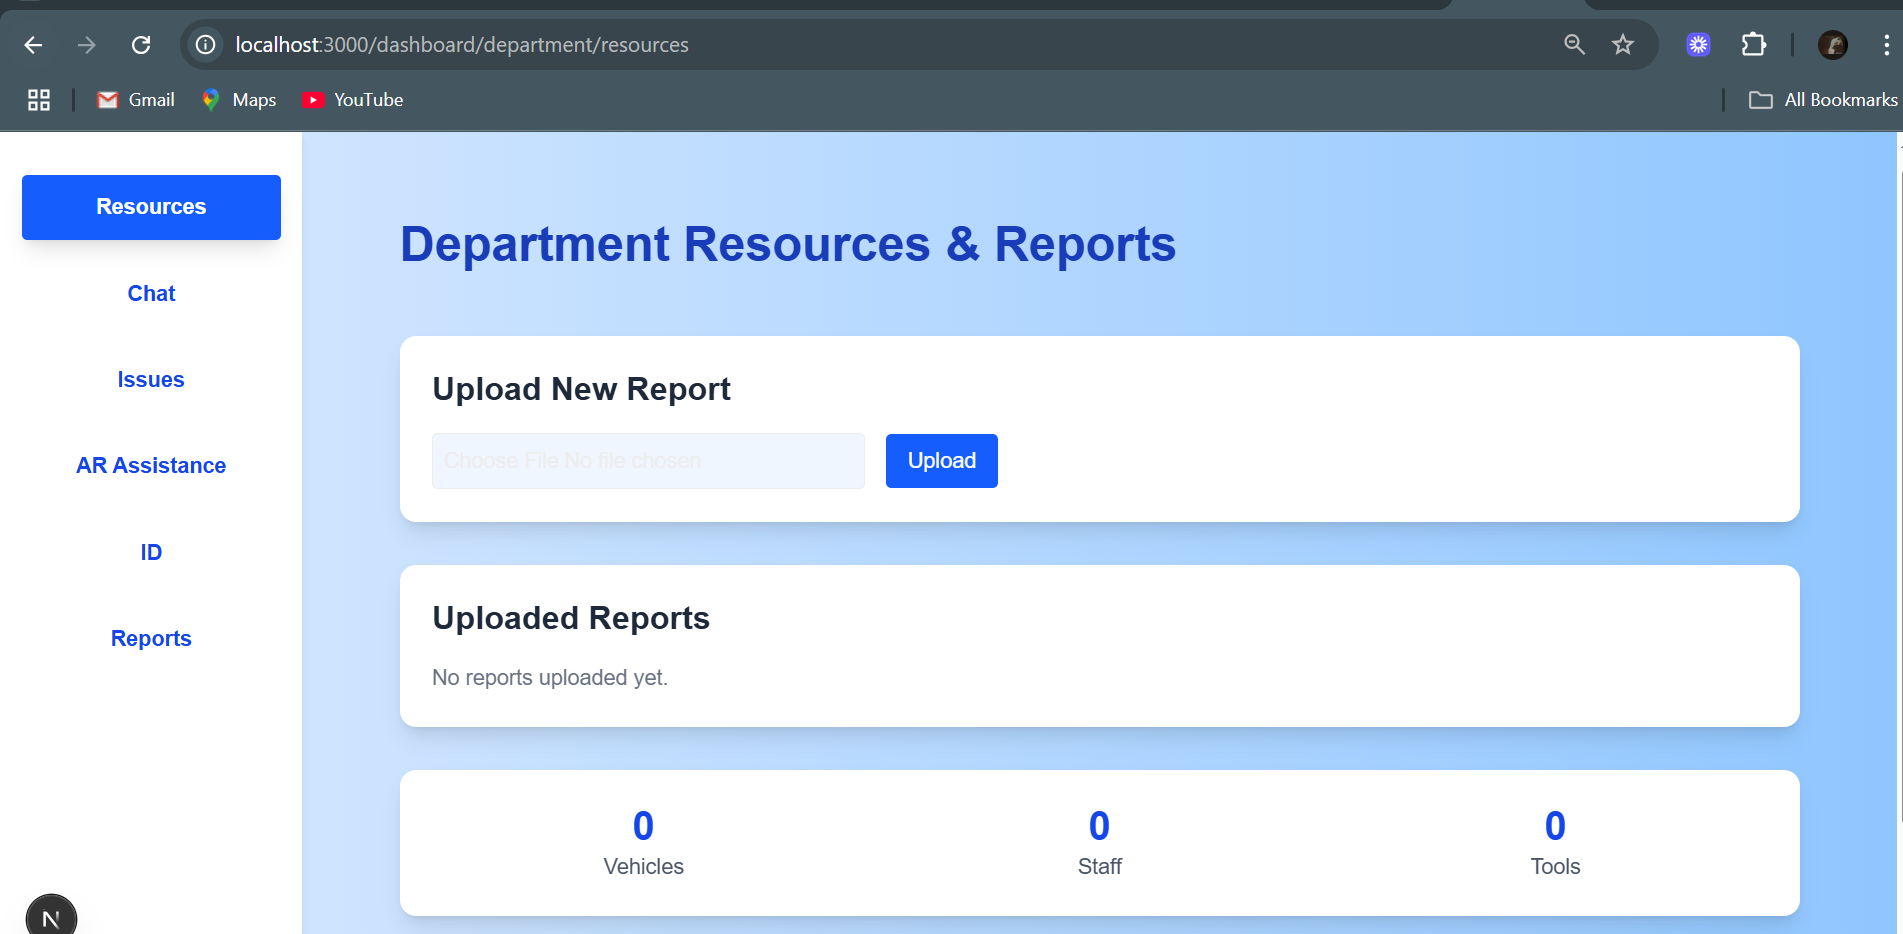 localhost:3000/dashboard/department/resources
Gmail
Maps
YouTube
All Bookmarks
Resources
Chat
Issues
AR Assistance
ID
Reports
N
Department Resources & Reports
Upload New Report
Choose File No file chosen
Upload
Uploaded Reports
No reports uploaded yet.
0
Vehicles
0
Staff
0
Tools